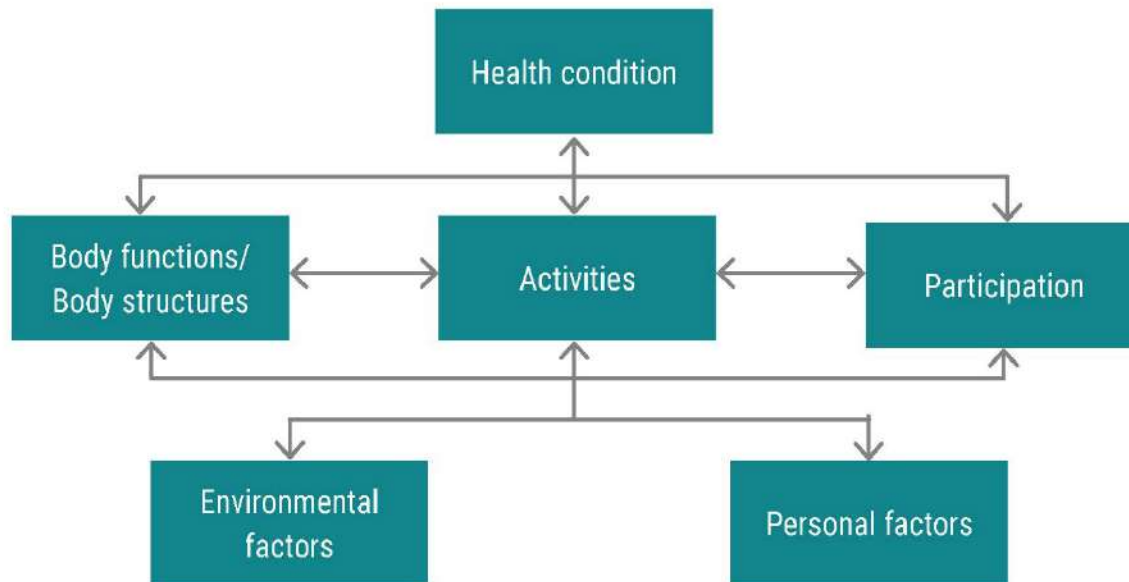 Health condition
Body functions/
Body structures
Activities
Participation
Environmental
factors
Personal factors